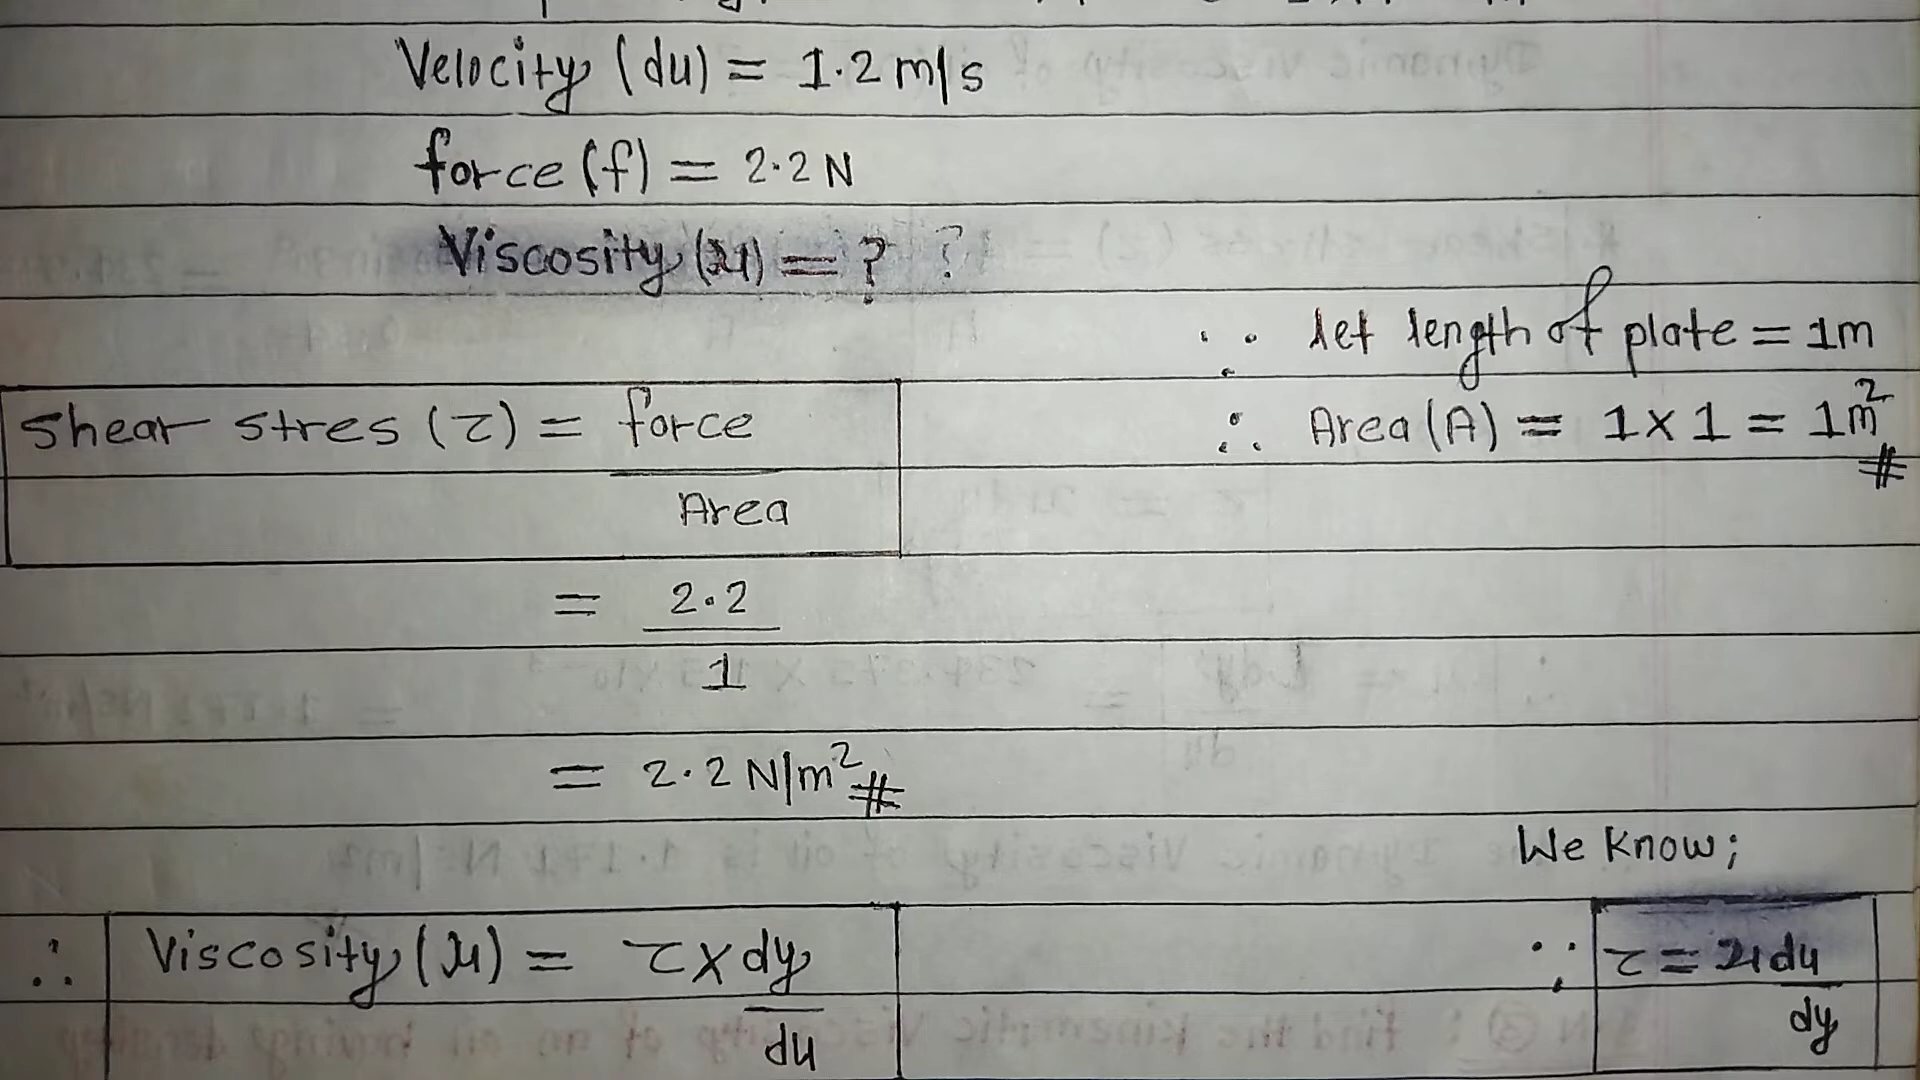 Velocity (du) = 1.2 m/s
force (f) = 2.2 N
Viscosity (μ) = ? ?
∵ let length of plate = 1m
Shear stres (τ) = force / Area
∴ Area (A) = 1 x 1 = 1m²#
= 2.2 / 1
= 2.2 N/m²#
We know;
∴ Viscosity (μ) = τ x dy / du
∵ τ = μ du / dy